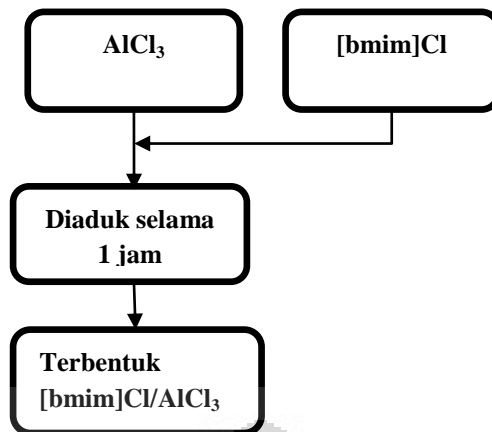 AlCl₃
[bmim]Cl
Diaduk selama
1 jam
Terbentuk
[bmim]Cl/AlCl₃